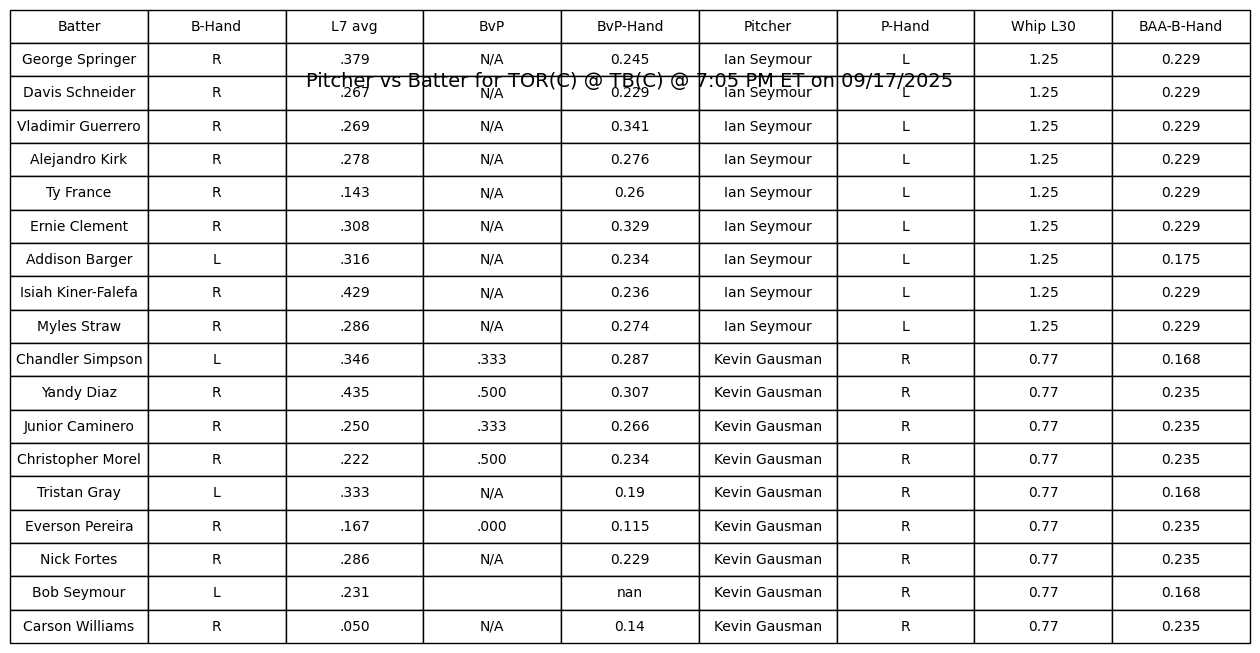 Batter B-Hand L7 avg BvP BvP-Hand Pitcher P-Hand Whip L30 BAA-B-Hand
George Springer R .379 N/A 0.245 Ian Seymour L 1.25 0.229
Pitcher vs Batter for TOR(C) @ TB(C) @ 7:05 PM ET on 09/17/2025
Davis Schneider R .267 N/A 0.229 Ian Seymour L 1.25 0.229
Vladimir Guerrero R .269 N/A 0.341 Ian Seymour L 1.25 0.229
Alejandro Kirk R .278 N/A 0.276 Ian Seymour L 1.25 0.229
Ty France R .143 N/A 0.26 Ian Seymour L 1.25 0.229
Ernie Clement R .308 N/A 0.329 Ian Seymour L 1.25 0.229
Addison Barger L .316 N/A 0.234 Ian Seymour L 1.25 0.175
Isiah Kiner-Falefa R .429 N/A 0.236 Ian Seymour L 1.25 0.229
Myles Straw R .286 N/A 0.274 Ian Seymour L 1.25 0.229
Chandler Simpson L .346 .333 0.287 Kevin Gausman R 0.77 0.168
Yandy Diaz R .435 .500 0.307 Kevin Gausman R 0.77 0.235
Junior Caminero R .250 .333 0.266 Kevin Gausman R 0.77 0.235
Christopher Morel R .222 .500 0.234 Kevin Gausman R 0.77 0.235
Tristan Gray L .333 N/A 0.19 Kevin Gausman R 0.77 0.168
Everson Pereira R .167 .000 0.115 Kevin Gausman R 0.77 0.235
Nick Fortes R .286 N/A 0.229 Kevin Gausman R 0.77 0.235
Bob Seymour L .231 nan Kevin Gausman R 0.77 0.168
Carson Williams R .050 N/A 0.14 Kevin Gausman R 0.77 0.235